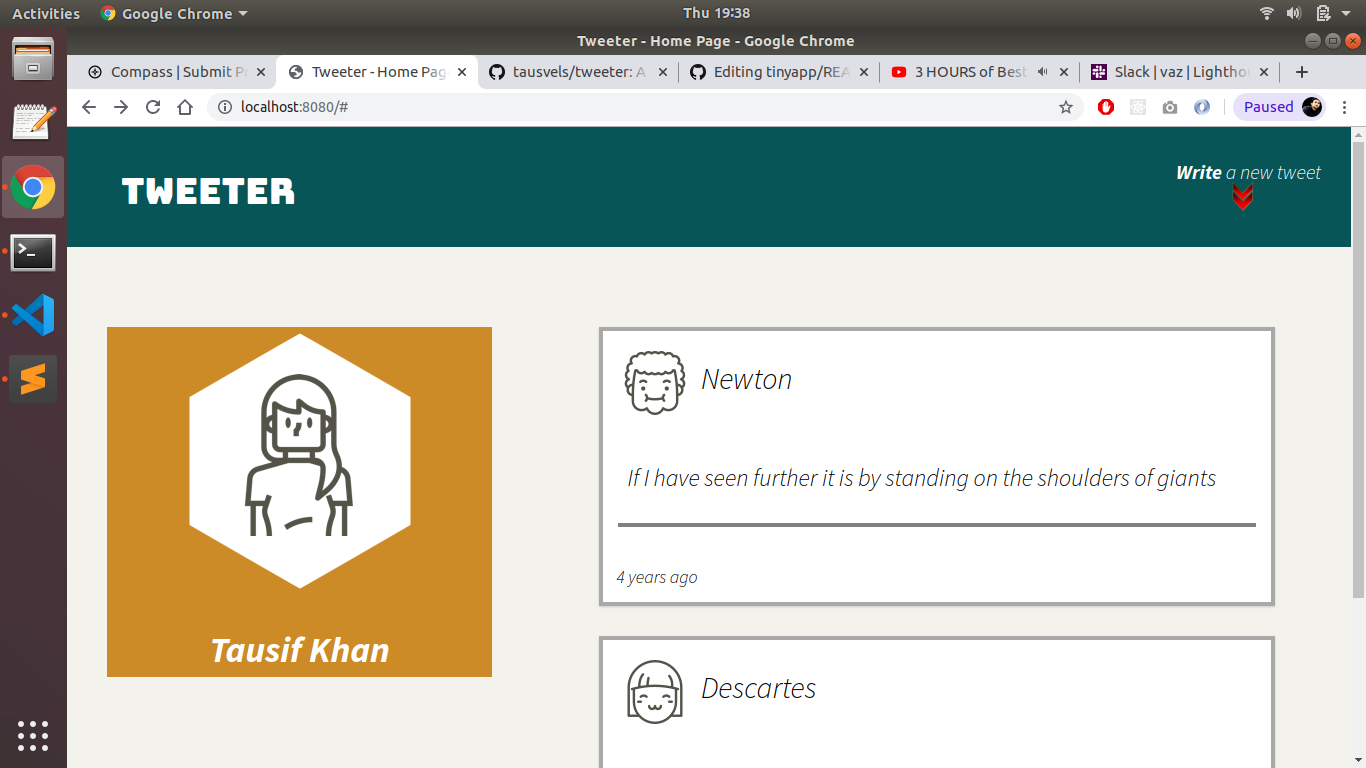 Activities Google Chrome Thu 19:38
Tweeter - Home Page - Google Chrome
Compass | Submit P Tweeter - Home Pag tausvels/tweeter: A Editing tinyapp/REA 3 HOURS of Best Slack | vaz | Lighthou
localhost:8080/# Paused
TWEETER
Write a new tweet
Tausif Khan
Newton
If I have seen further it is by standing on the shoulders of giants
4 years ago
Descartes